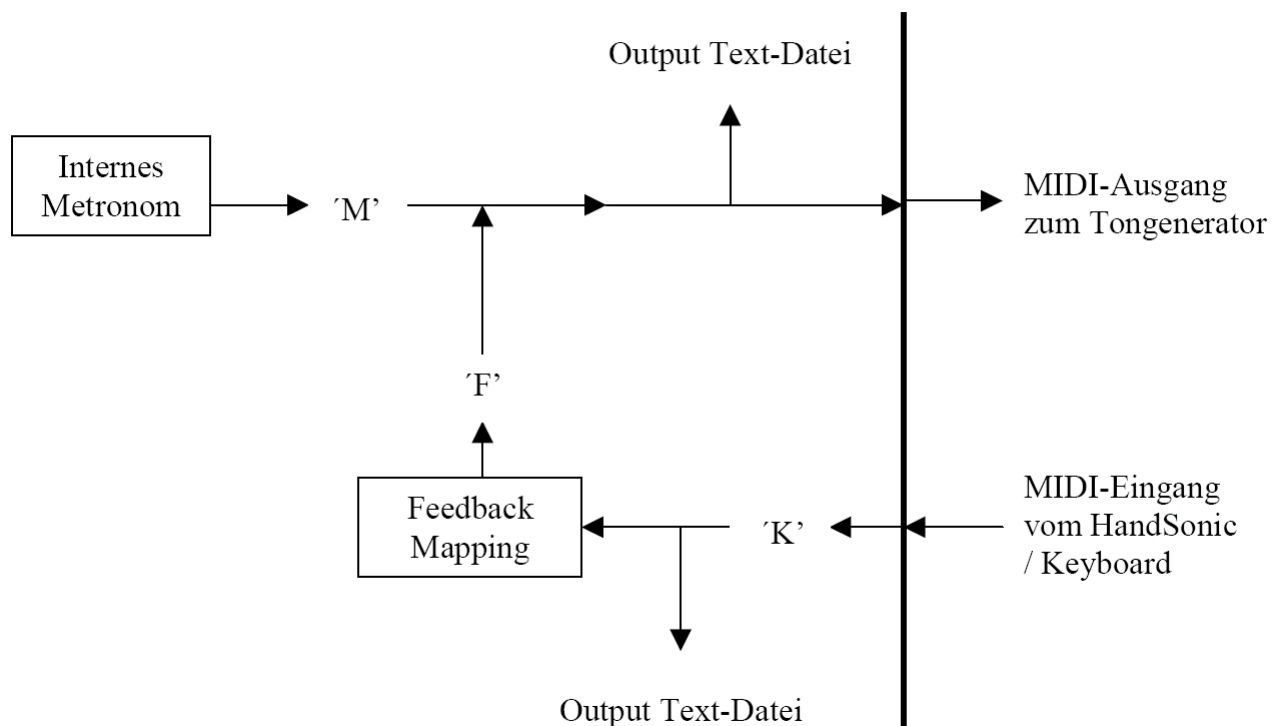 Output Text-Datei
Internes
Metronom
´M’
MIDI-Ausgang
zum Tongenerator
´F’
Feedback
Mapping
´K’
MIDI-Eingang
vom HandSonic
/ Keyboard
Output Text-Datei